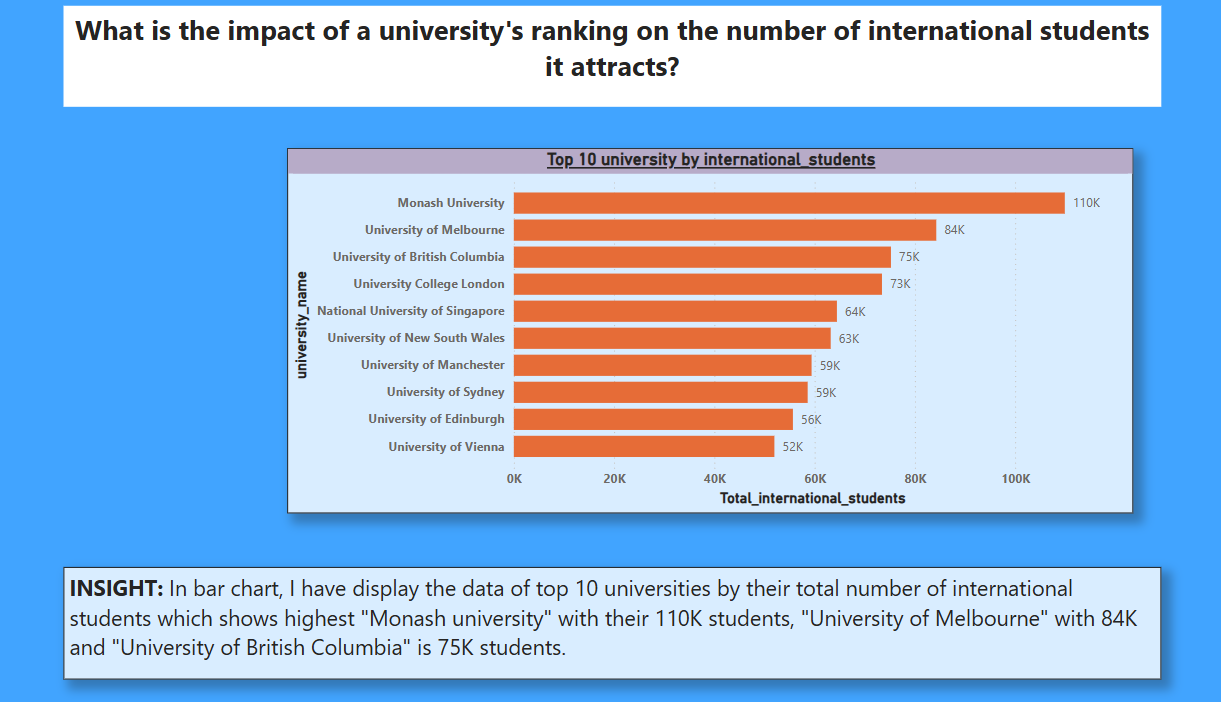 What is the impact of a university's ranking on the number of international students
it attracts?
Top 10 university by international_students
university_name
Monash University 110K
University of Melbourne 84K
University of British Columbia 75K
University College London 73K
National University of Singapore 64K
University of New South Wales 63K
University of Manchester 59K
University of Sydney 59K
University of Edinburgh 56K
University of Vienna 52K
0K 20K 40K 60K 80K 100K
Total_international_students
INSIGHT: In bar chart, I have display the data of top 10 universities by their total number of international
students which shows highest "Monash university" with their 110K students, "University of Melbourne" with 84K
and "University of British Columbia" is 75K students.